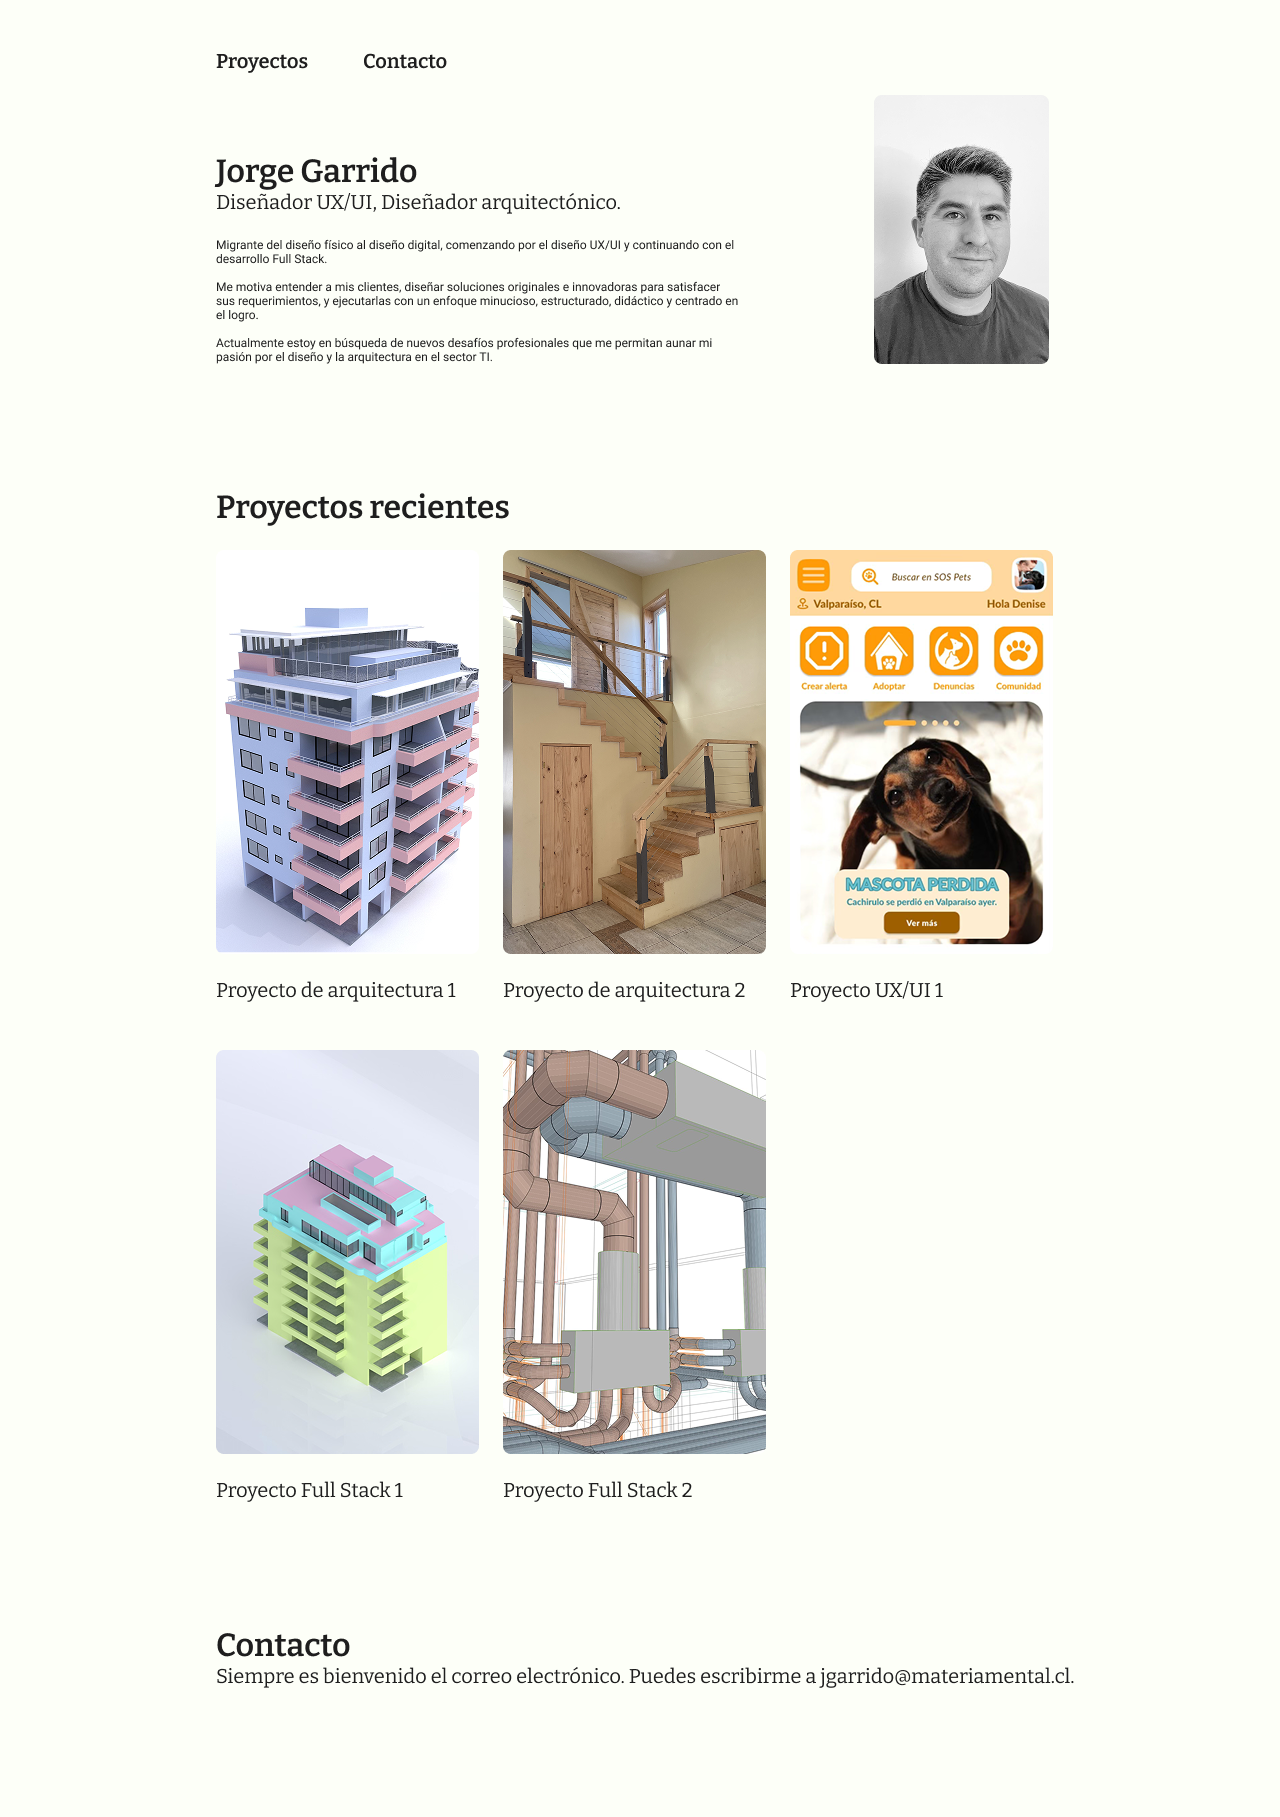 Proyectos
Contacto
Jorge Garrido
Diseñador UX/UI, Diseñador arquitectónico.
Migrante del diseño físico al diseño digital, comenzando por el diseño UX/UI y continuando con el
desarrollo Full Stack.
Me motiva entender a mis clientes, diseñar soluciones originales e innovadoras para satisfacer
sus requerimientos, y ejecutarlas con un enfoque minucioso, estructurado, didáctico y centrado en
el logro.
Actualmente estoy en búsqueda de nuevos desafíos profesionales que me permitan aunar mi
pasión por el diseño y la arquitectura en el sector TI.
Proyectos recientes
Buscar en SOS Pets
Valparaíso, CL
Hola Denise
Crear alerta
Adoptar
Denuncias
Comunidad
MASCOTA PERDIDA
Cachirulo se perdió en Valparaíso ayer.
Ver más
Proyecto de arquitectura 1
Proyecto de arquitectura 2
Proyecto UX/UI 1
Proyecto Full Stack 1
Proyecto Full Stack 2
Contacto
Siempre es bienvenido el correo electrónico. Puedes escribirme a jgarrido@materiamental.cl.